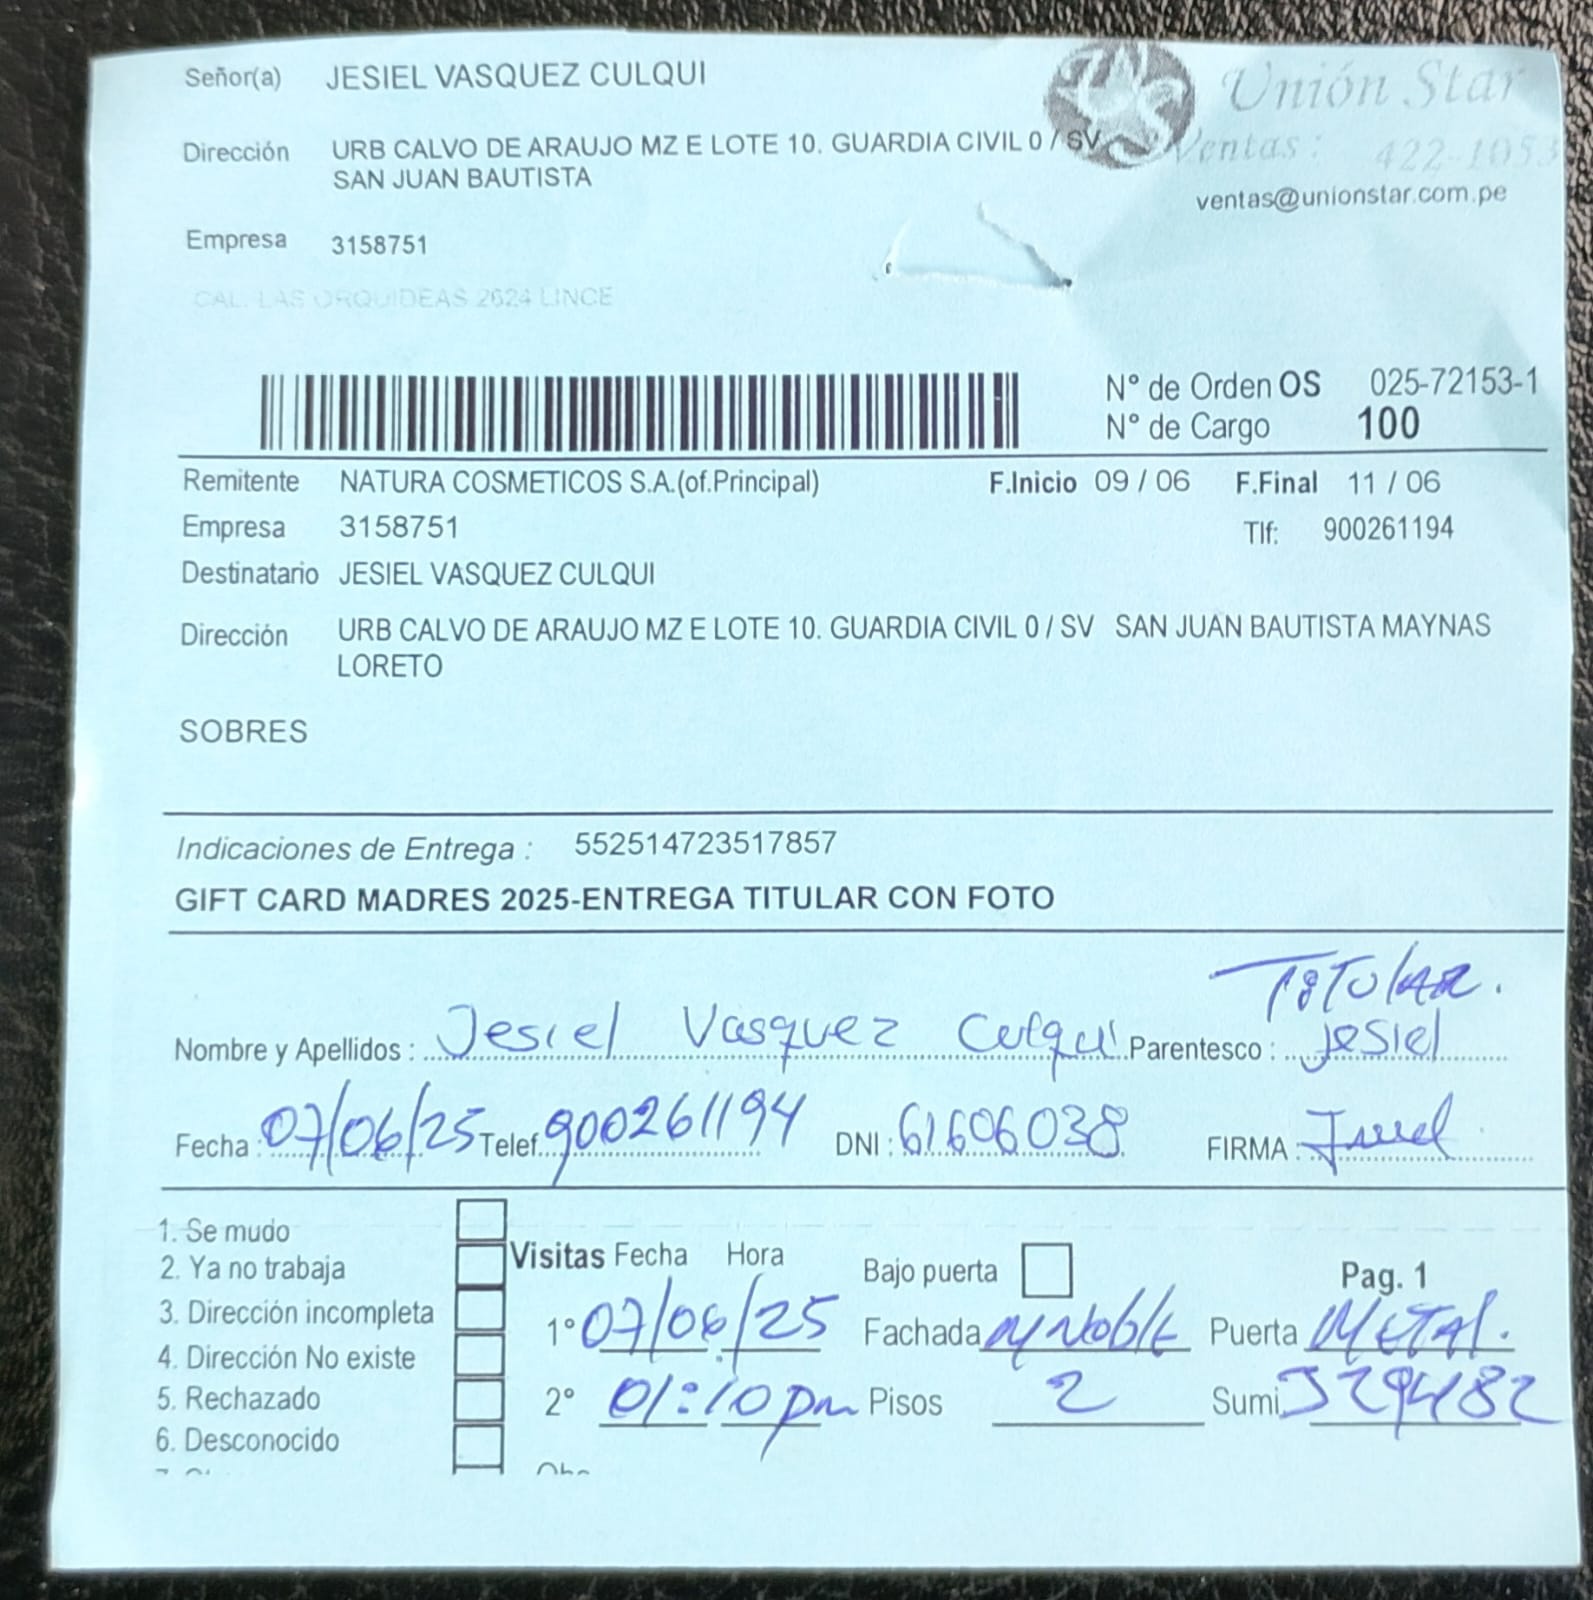 Señor(a) JESIEL VASQUEZ CULQUI
Unión Star
Dirección URB CALVO DE ARAUJO MZ E LOTE 10. GUARDIA CIVIL 0 / SV
Ventas: 422-1053
SAN JUAN BAUTISTA
ventas@unionstar.com.pe
Empresa 3158751
CAL. LAS ORQUIDEAS 2624 LINCE
N° de Orden OS 025-72153-1
N° de Cargo 100
Remitente NATURA COSMETICOS S.A.(of.Principal) F.Inicio 09 / 06 F.Final 11 / 06
Empresa 3158751 Tlf: 900261194
Destinatario JESIEL VASQUEZ CULQUI
Dirección URB CALVO DE ARAUJO MZ E LOTE 10. GUARDIA CIVIL 0 / SV SAN JUAN BAUTISTA MAYNAS
LORETO
SOBRES
Indicaciones de Entrega : 552514723517857
GIFT CARD MADRES 2025-ENTREGA TITULAR CON FOTO
TITULAR.
Nombre y Apellidos : Jesiel Vasquez Culqui Parentesco : Jesiel
Fecha : 07/06/25 Telef. 900261194 DNI : 61606038 FIRMA :
1. Se mudo
2. Ya no trabaja
3. Dirección incompleta
4. Dirección No existe
5. Rechazado
6. Desconocido
Visitas Fecha Hora Bajo puerta Pag. 1
1° 07/06/25 Fachada M Noble Puerta METAL.
2° 01:10 pm Pisos 2 Sumi 5294182